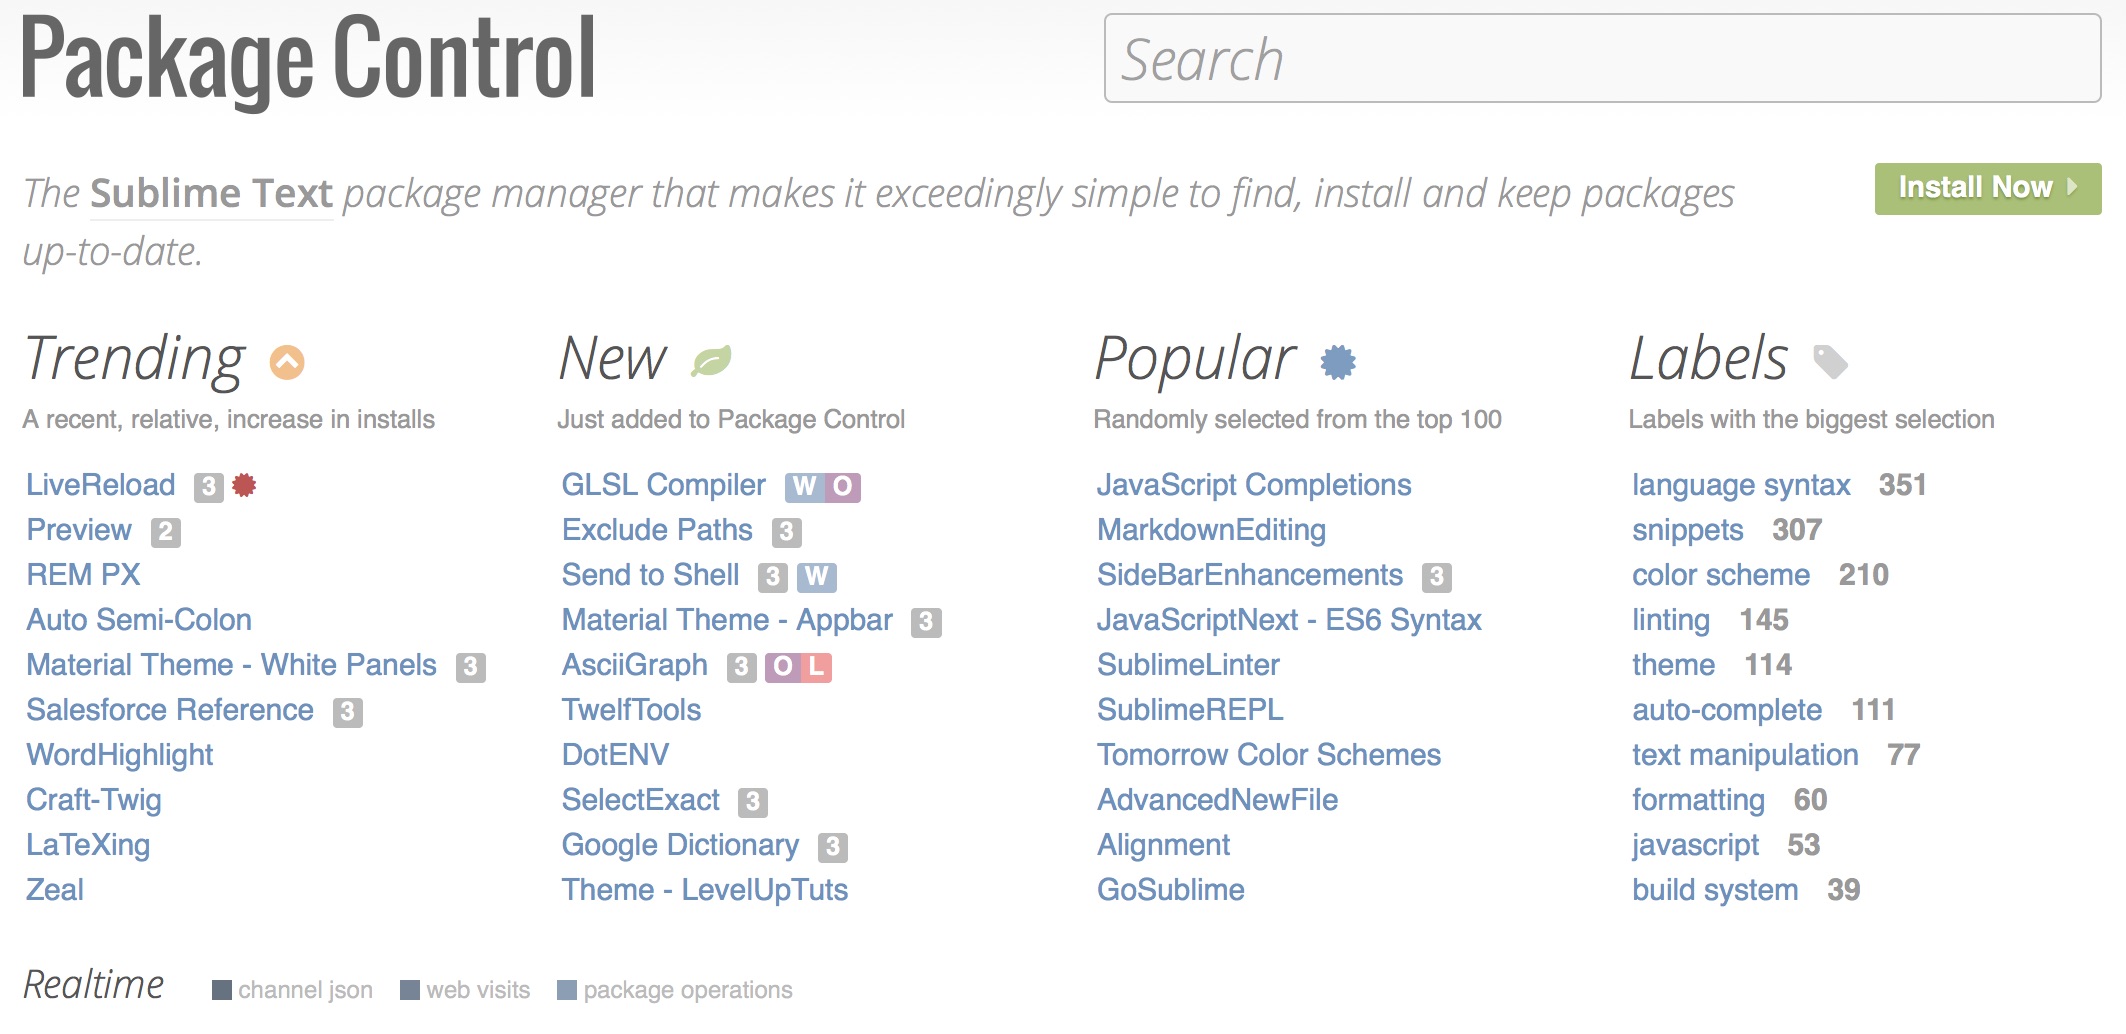 Package Control
Search
The Sublime Text package manager that makes it exceedingly simple to find, install and keep packages
up-to-date.
Install Now
Trending
A recent, relative, increase in installs
LiveReload 3
Preview 2
REM PX
Auto Semi-Colon
Material Theme - White Panels 3
Salesforce Reference 3
WordHighlight
Craft-Twig
LaTeXing
Zeal
New
Just added to Package Control
GLSL Compiler W O
Exclude Paths 3
Send to Shell 3 W
Material Theme - Appbar 3
AsciiGraph 3 O L
TwelfTools
DotENV
SelectExact 3
Google Dictionary 3
Theme - LevelUpTuts
Popular
Randomly selected from the top 100
JavaScript Completions
MarkdownEditing
SideBarEnhancements 3
JavaScriptNext - ES6 Syntax
SublimeLinter
SublimeREPL
Tomorrow Color Schemes
AdvancedNewFile
Alignment
GoSublime
Labels
Labels with the biggest selection
language syntax 351
snippets 307
color scheme 210
linting 145
theme 114
auto-complete 111
text manipulation 77
formatting 60
javascript 53
build system 39
Realtime channel json web visits package operations